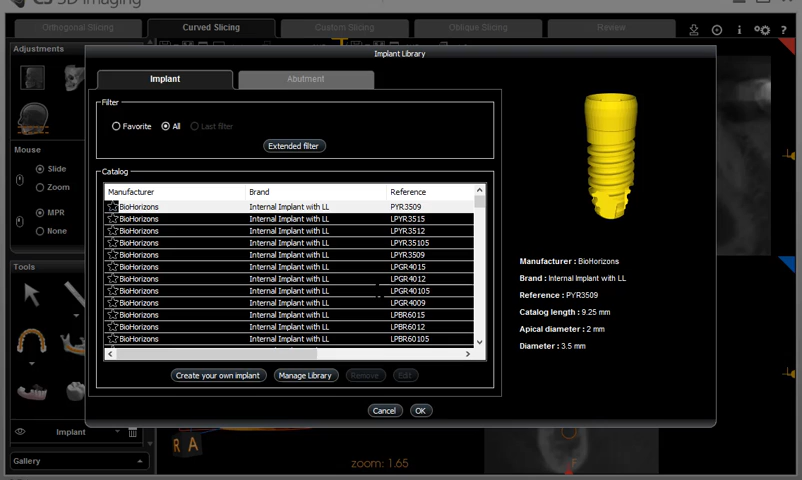 CS 3D Imaging
Orthogonal Slicing
Curved Slicing
Custom Slicing
Oblique Slicing
Review
i
?
Adjustments
Implant Library
Implant
Abutment
Filter
Favorite
All
Last filter
Extended filter
Mouse
Slide
Zoom
MPR
None
Catalog
Manufacturer Brand Reference
BioHorizons Internal Implant with LL PYR3509
BioHorizons Internal Implant with LL LPYR3515
BioHorizons Internal Implant with LL LPYR3512
BioHorizons Internal Implant with LL LPYR35105
BioHorizons Internal Implant with LL LPYR3509
BioHorizons Internal Implant with LL LPGR4015
BioHorizons Internal Implant with LL LPGR4012
BioHorizons Internal Implant with LL LPGR40105
BioHorizons Internal Implant with LL LPGR4009
BioHorizons Internal Implant with LL LPBR6015
BioHorizons Internal Implant with LL LPBR6012
BioHorizons Internal Implant with LL LPBR60105
Manufacturer : BioHorizons
Brand : Internal Implant with LL
Reference : PYR3509
Catalog length : 9.25 mm
Apical diameter : 2 mm
Diameter : 3.5 mm
Tools
Create your own implant
Manage Library
Remove
Edit
Cancel
OK
Implant
Gallery
R A
zoom: 1.65
F